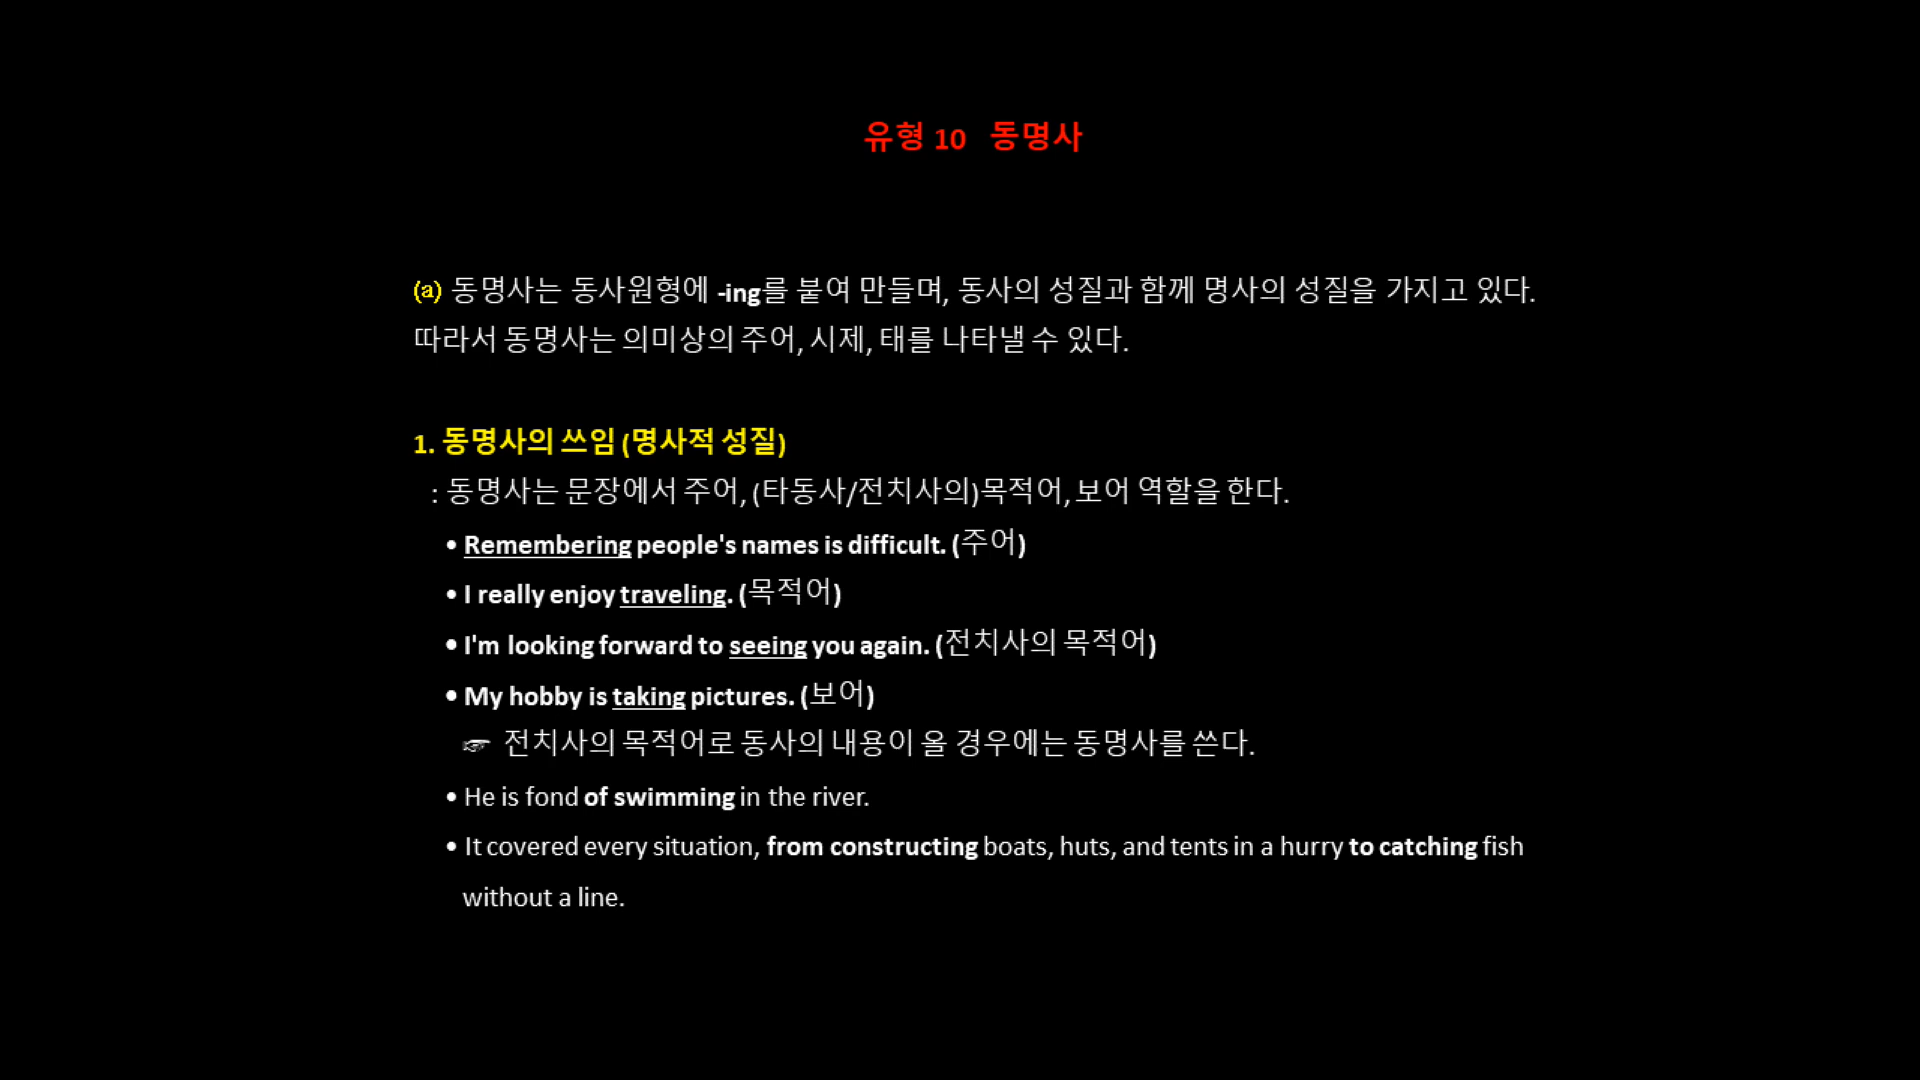 유형 10 동명사
(a) 동명사는 동사원형에 -ing를 붙여 만들며, 동사의 성질과 함께 명사의 성질을 가지고 있다.
따라서 동명사는 의미상의 주어, 시제, 태를 나타낼 수 있다.
1. 동명사의 쓰임 (명사적 성질)
: 동명사는 문장에서 주어, (타동사/전치사의)목적어, 보어 역할을 한다.
• Remembering people's names is difficult. (주어)
• I really enjoy traveling. (목적어)
• I'm looking forward to seeing you again. (전치사의 목적어)
• My hobby is taking pictures. (보어)
☞ 전치사의 목적어로 동사의 내용이 올 경우에는 동명사를 쓴다.
• He is fond of swimming in the river.
• It covered every situation, from constructing boats, huts, and tents in a hurry to catching fish
without a line.